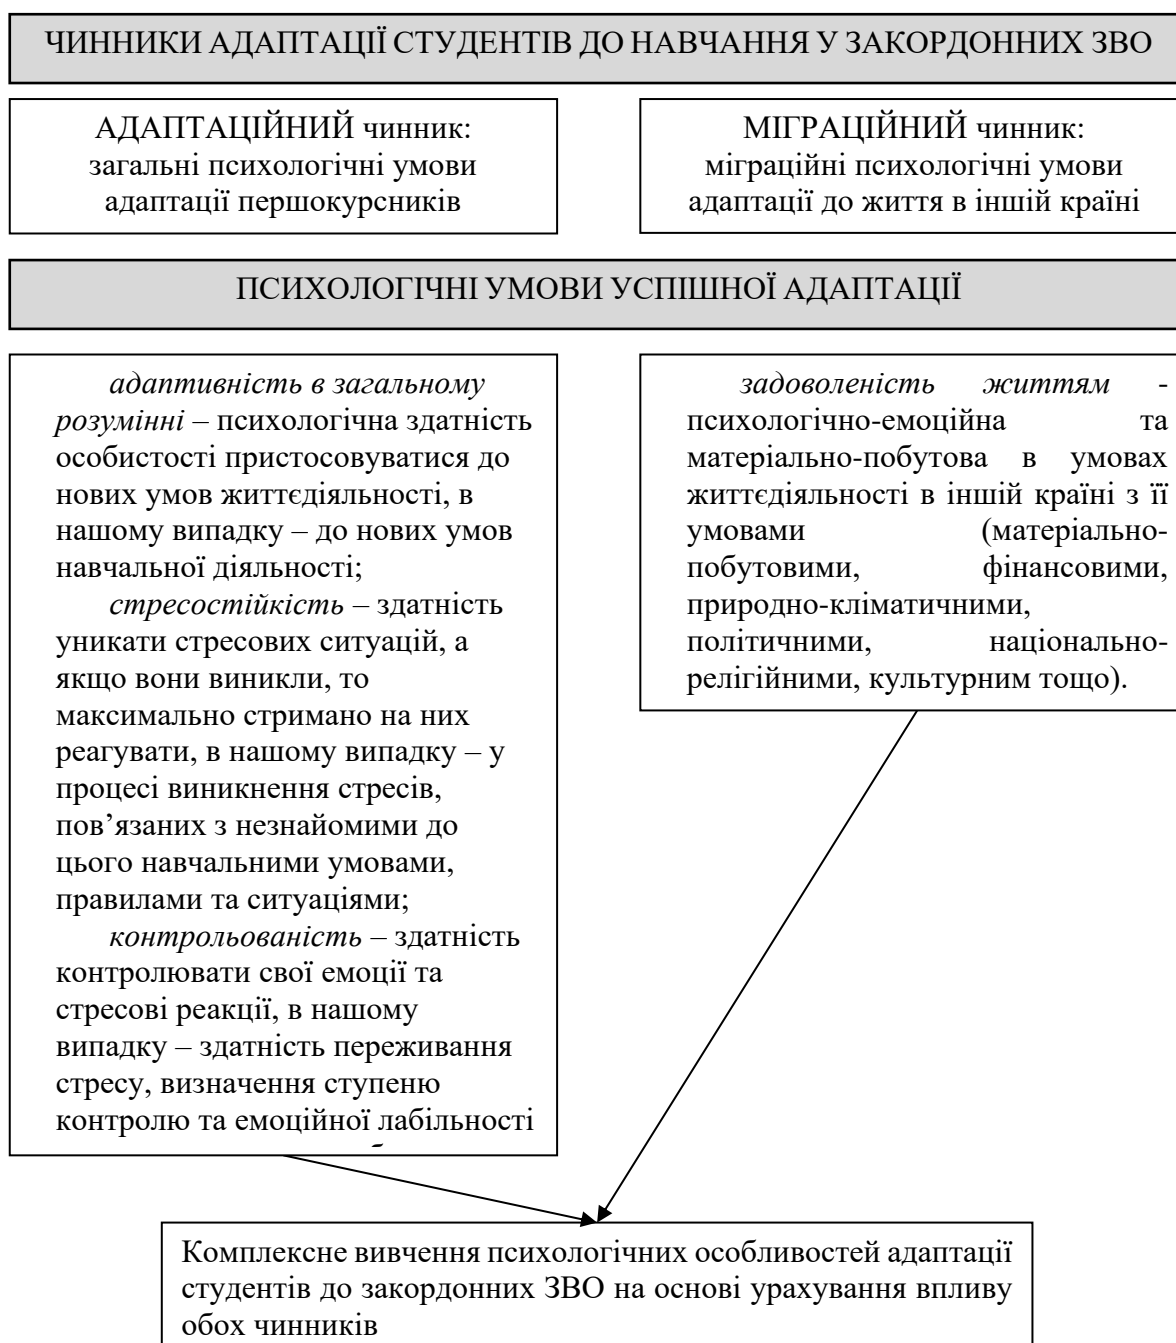 ЧИННИКИ АДАПТАЦІЇ СТУДЕНТІВ ДО НАВЧАННЯ У ЗАКОРДОННИХ ЗВО
АДАПТАЦІЙНИЙ чинник:
загальні психологічні умови
адаптації першокурсників
МІГРАЦІЙНИЙ чинник:
міграційні психологічні умови
адаптації до життя в іншій країні
ПСИХОЛОГІЧНІ УМОВИ УСПІШНОЇ АДАПТАЦІЇ
адаптивність в загальному
розумінні – психологічна здатність
особистості пристосовуватися до
нових умов життєдіяльності, в
нашому випадку – до нових умов
навчальної діяльності;
стресостійкість – здатність
уникати стресових ситуацій, а
якщо вони виникли, то
максимально стримано на них
реагувати, в нашому випадку – у
процесі виникнення стресів,
пов’язаних з незнайомими до
цього навчальними умовами,
правилами та ситуаціями;
контрольованість – здатність
контролювати свої емоції та
стресові реакції, в нашому
випадку – здатність переживання
стресу, визначення ступеню
контролю та емоційної лабільності
задоволеність життям -
психологічно-емоційна та
матеріально-побутова в умовах
життєдіяльності в іншій країні з її
умовами (матеріально-
побутовими, фінансовими,
природно-кліматичними,
політичними, національно-
релігійними, культурним тощо).
Комплексне вивчення психологічних особливостей адаптації
студентів до закордонних ЗВО на основі урахування впливу
обох чинників